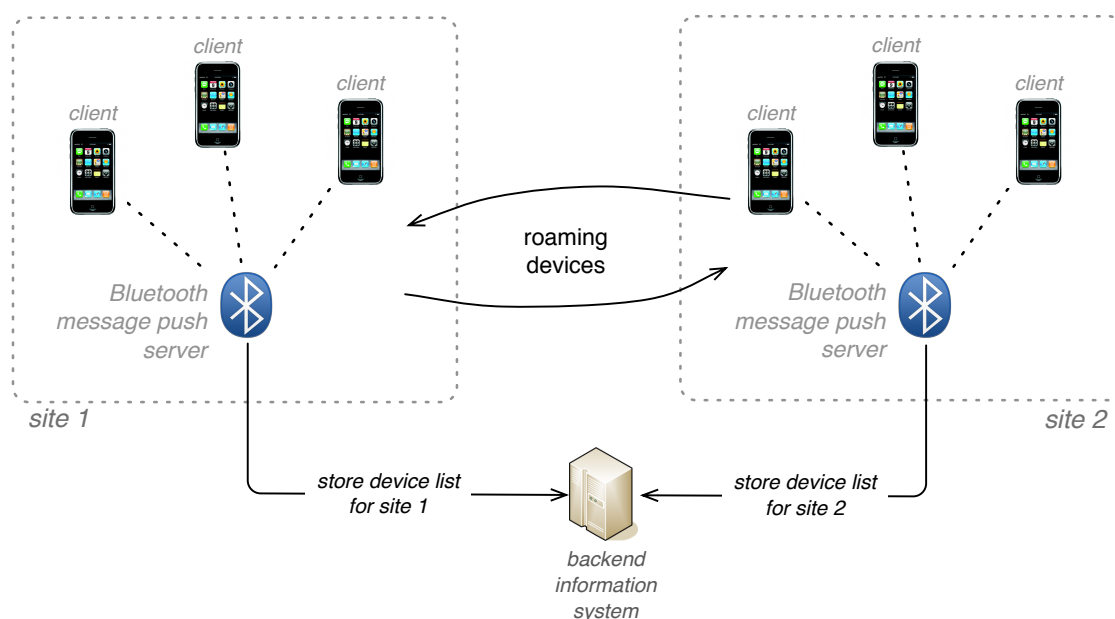 client
client
client
Bluetooth
message push
server
site 1
roaming
devices
client
client
client
Bluetooth
message push
server
site 2
store device list
for site 1
store device list
for site 2
backend
information
system